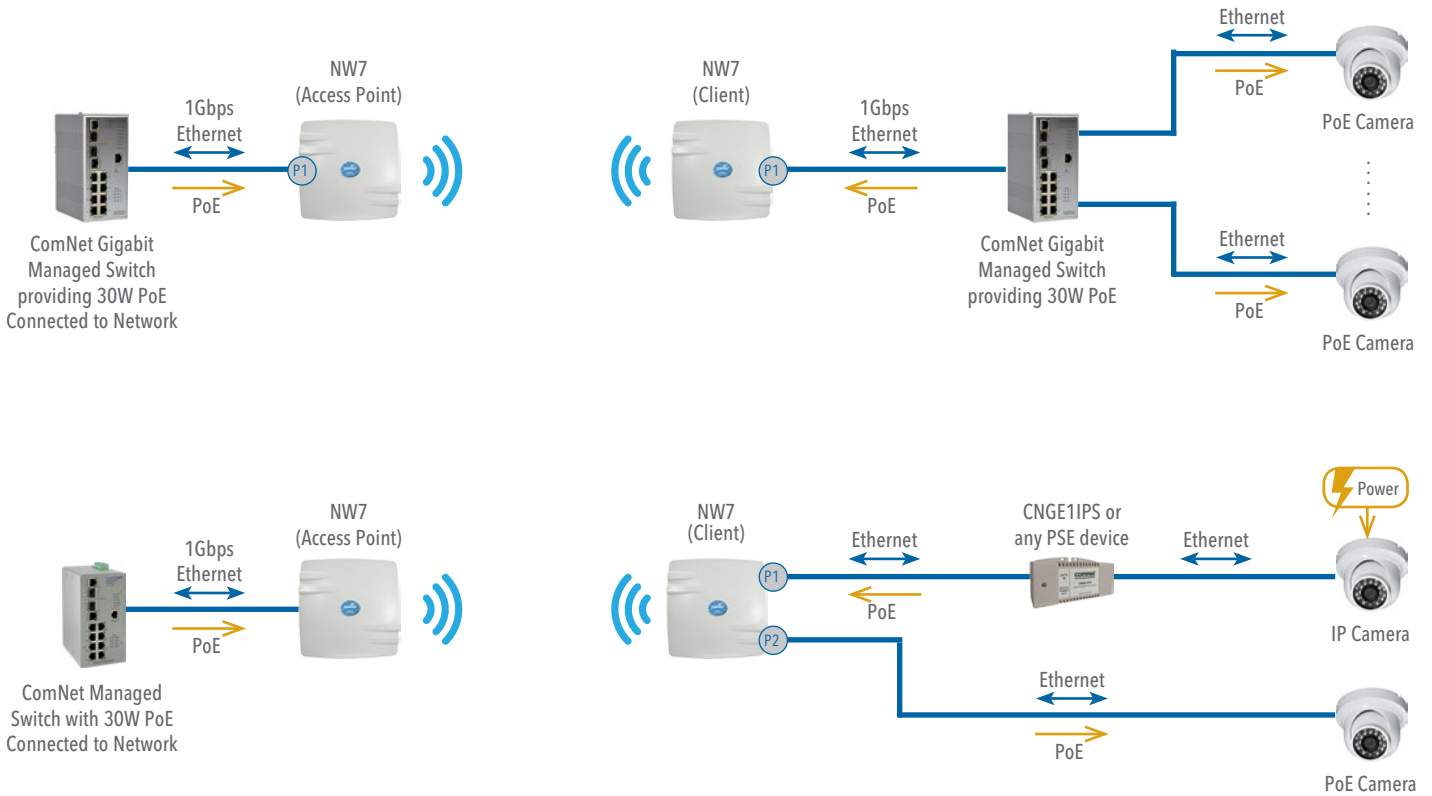 NW7
(Access Point)
1Gbps
Ethernet
P1
PoE
ComNet Gigabit
Managed Switch
providing 30W PoE
Connected to Network
NW7
(Client)
P1
1Gbps
Ethernet
PoE
ComNet Gigabit
Managed Switch
providing 30W PoE
Ethernet
PoE
PoE Camera
Ethernet
PoE
PoE Camera
NW7
(Access Point)
1Gbps
Ethernet
PoE
ComNet Managed
Switch with 30W PoE
Connected to Network
NW7
(Client)
P1
P2
Ethernet
PoE
CNGE1IPS or
any PSE device
COMNET
Ethernet
Power
IP Camera
Ethernet
PoE
PoE Camera